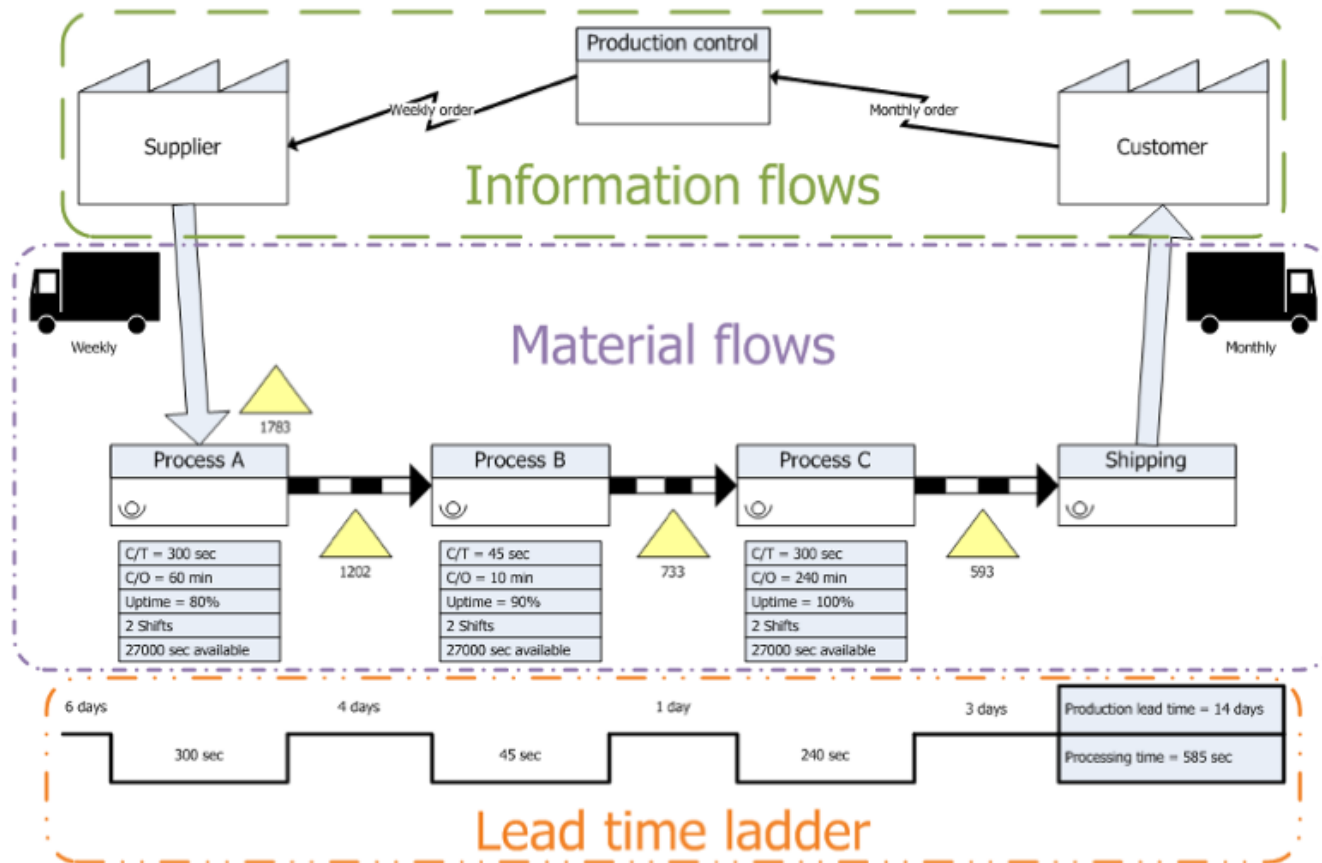 Production control
Weekly order
Monthly order
Supplier
Customer
Information flows
Weekly
Material flows
Monthly
1783
Process A
Process B
Process C
Shipping
1202
733
593
C/T = 300 sec
C/O = 60 min
Uptime = 80%
2 Shifts
27000 sec available
C/T = 45 sec
C/O = 10 min
Uptime = 90%
2 Shifts
27000 sec available
C/T = 300 sec
C/O = 240 min
Uptime = 100%
2 Shifts
27000 sec available
6 days
4 days
1 day
3 days
Production lead time = 14 days
300 sec
45 sec
240 sec
Processing time = 585 sec
Lead time ladder